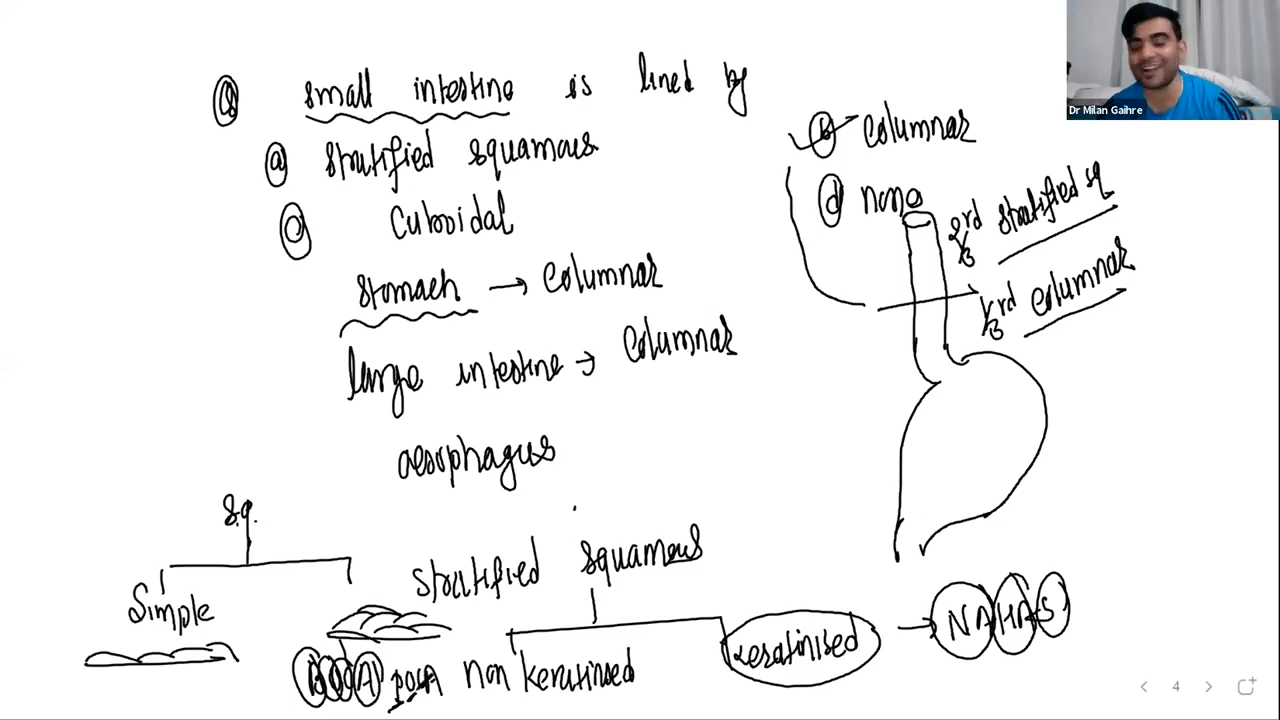 Dr Milan Gaihre
Q small intestine is lined by
a stratified squamous
b columnar
c cuboidal
d none
stomach → columnar
large intestine → columnar
aesophagus
2/3rd stratified sq
1/3rd columnar
sq.
Simple
stratified squamous
non keratinised
keratinised → NAHAS
4